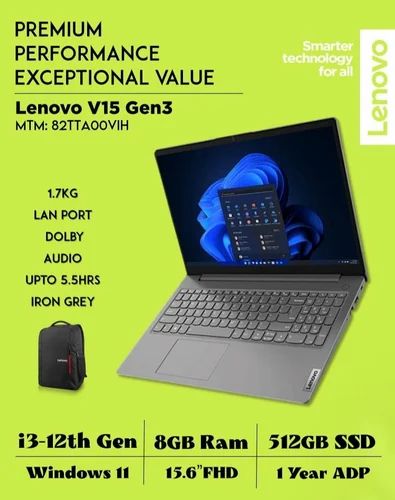 PREMIUM
PERFORMANCE
EXCEPTIONAL VALUE
Lenovo V15 Gen3
MTM: 82TTA00VIH
Smarter
technology
for all
Lenovo
1.7KG
LAN PORT
DOLBY
AUDIO
UPTO 5.5HRS
IRON GREY
Lenovo
i3-12th Gen
8GB Ram
512GB SSD
Windows 11
15.6”FHD
1 Year ADP